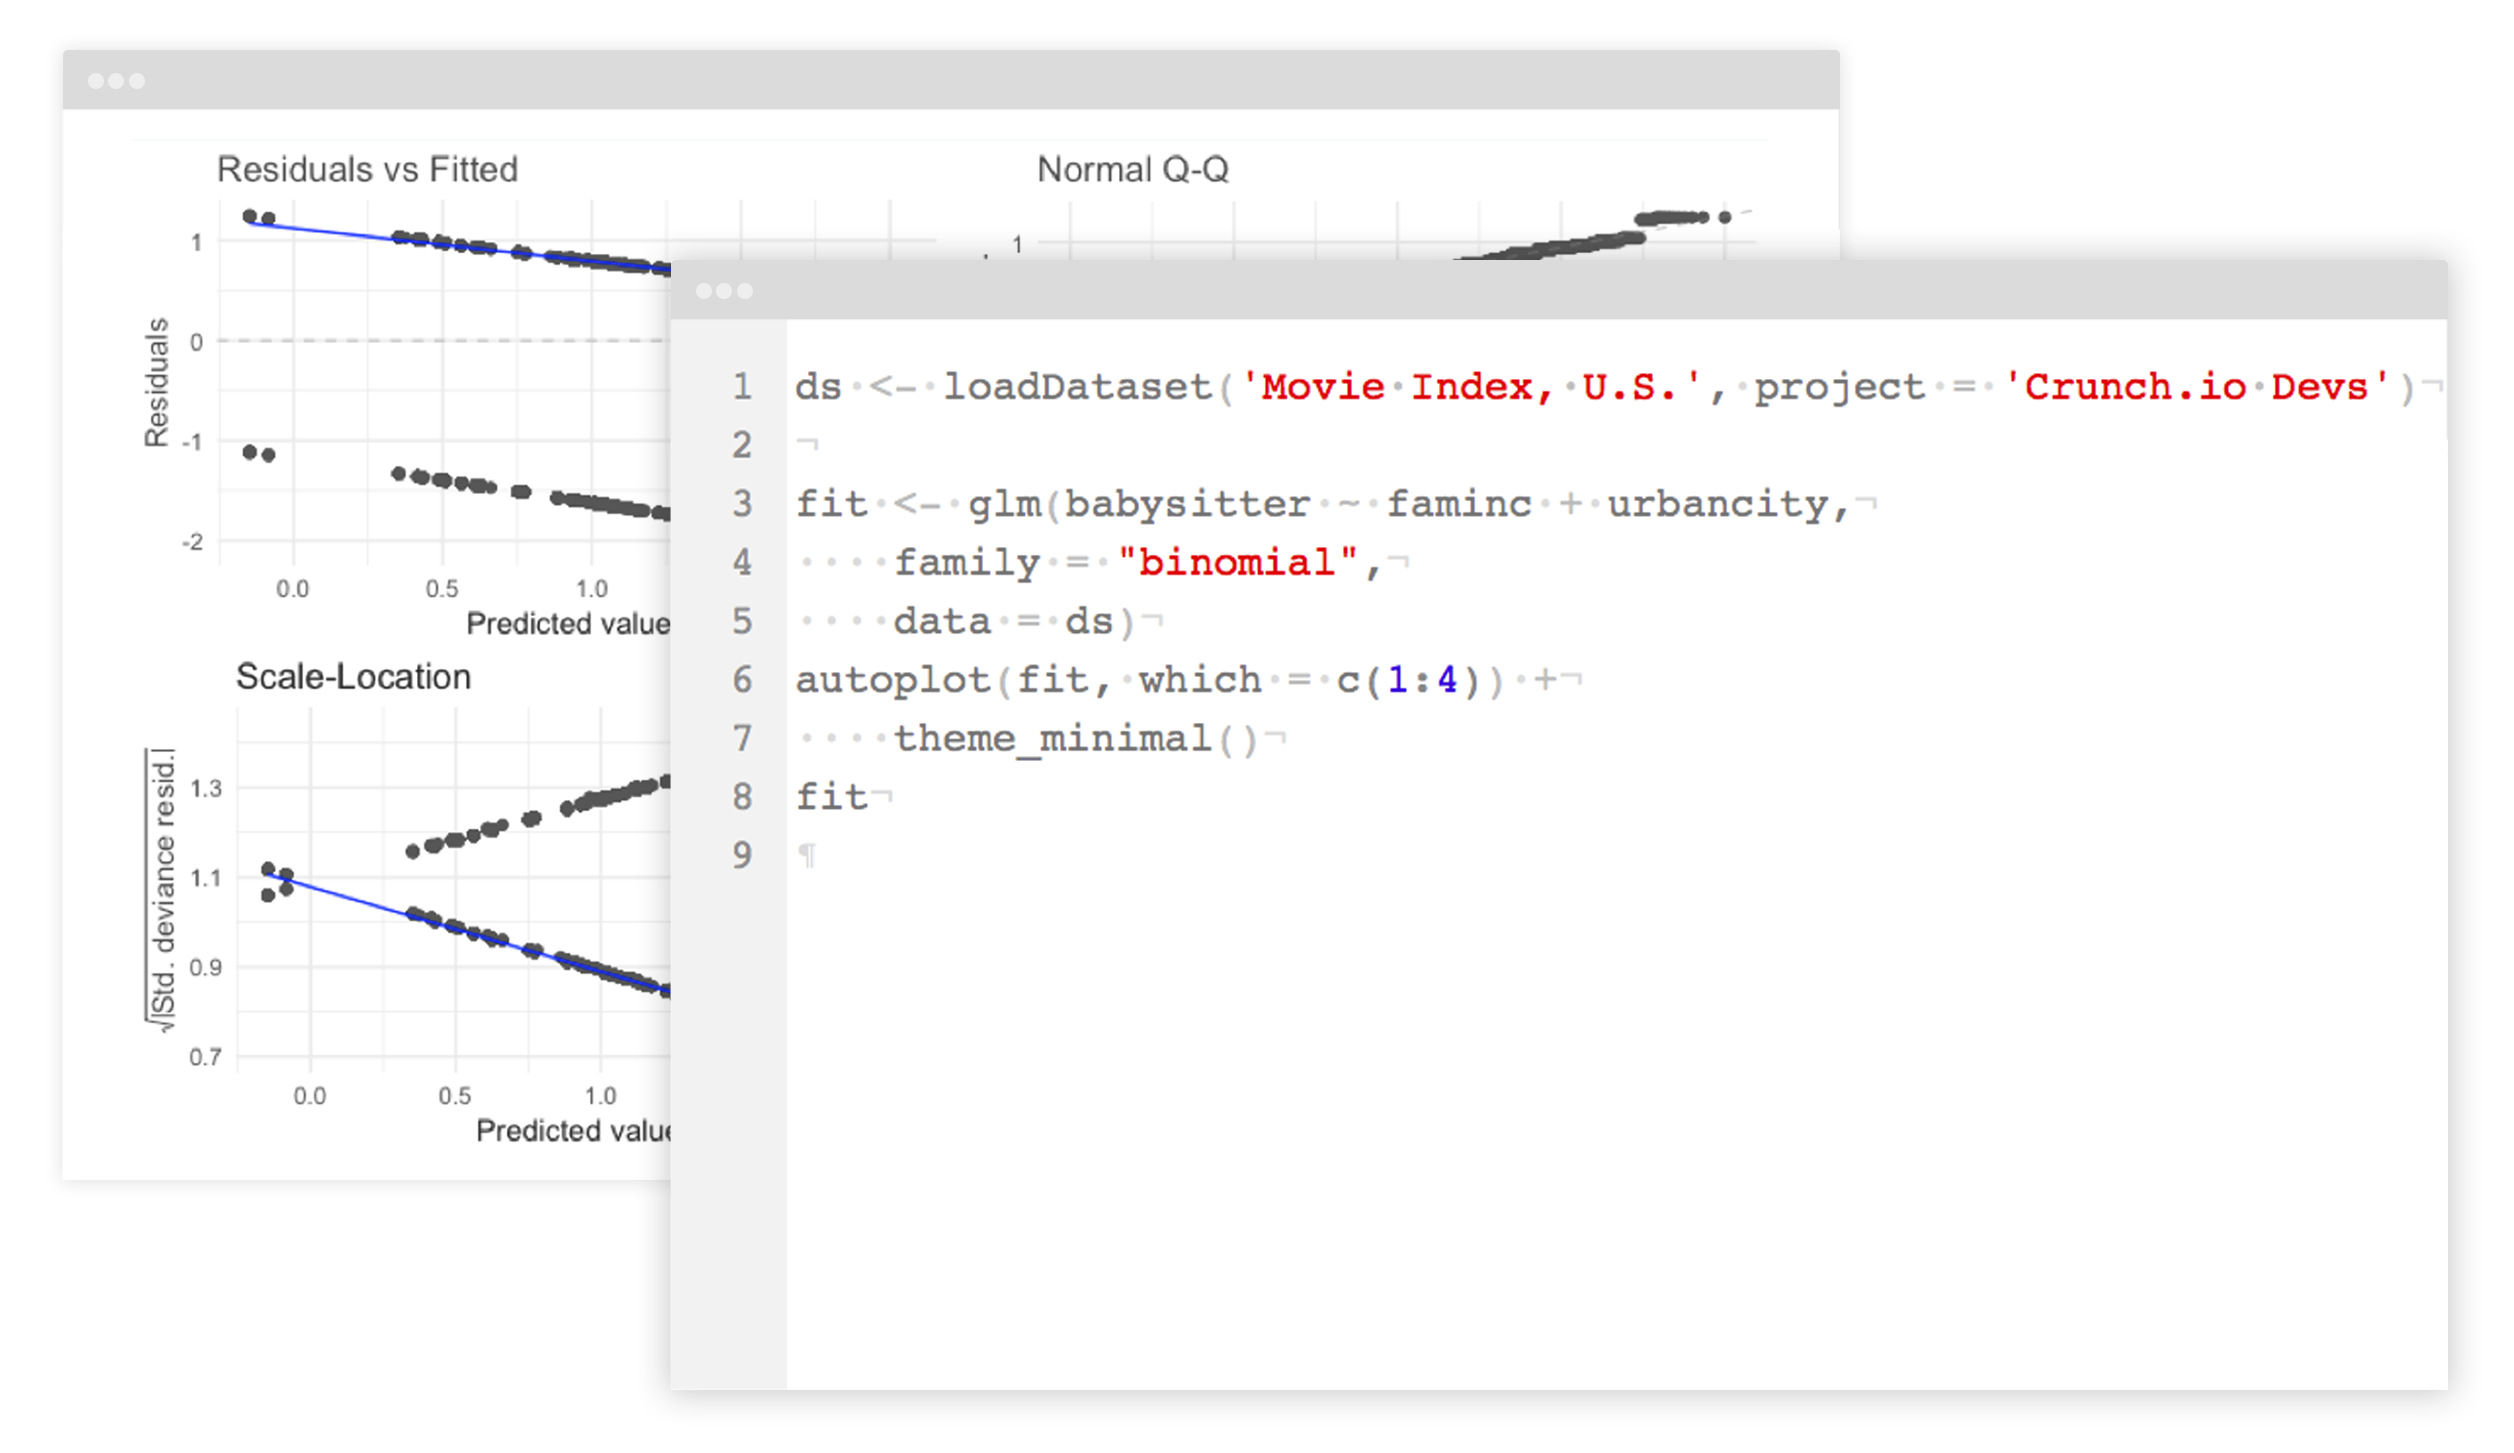 Residuals vs Fitted
Normal Q-Q
1
0
-1
-2
Residuals
0.0 0.5 1.0
Predicted value
1
Scale-Location
1.3
1.1
0.9
0.7
√|Std. deviance resid.|
0.0 0.5 1.0
Predicted value
1 ds <- loadDataset('Movie Index, U.S.', project = 'Crunch.io Devs')¬
2 ¬
3 fit <- glm(babysitter ~ faminc + urbancity,¬
4 ····family = "binomial",¬
5 ····data = ds)¬
6 autoplot(fit, which = c(1:4)) +¬
7 ····theme_minimal()¬
8 fit¬
9 ¶